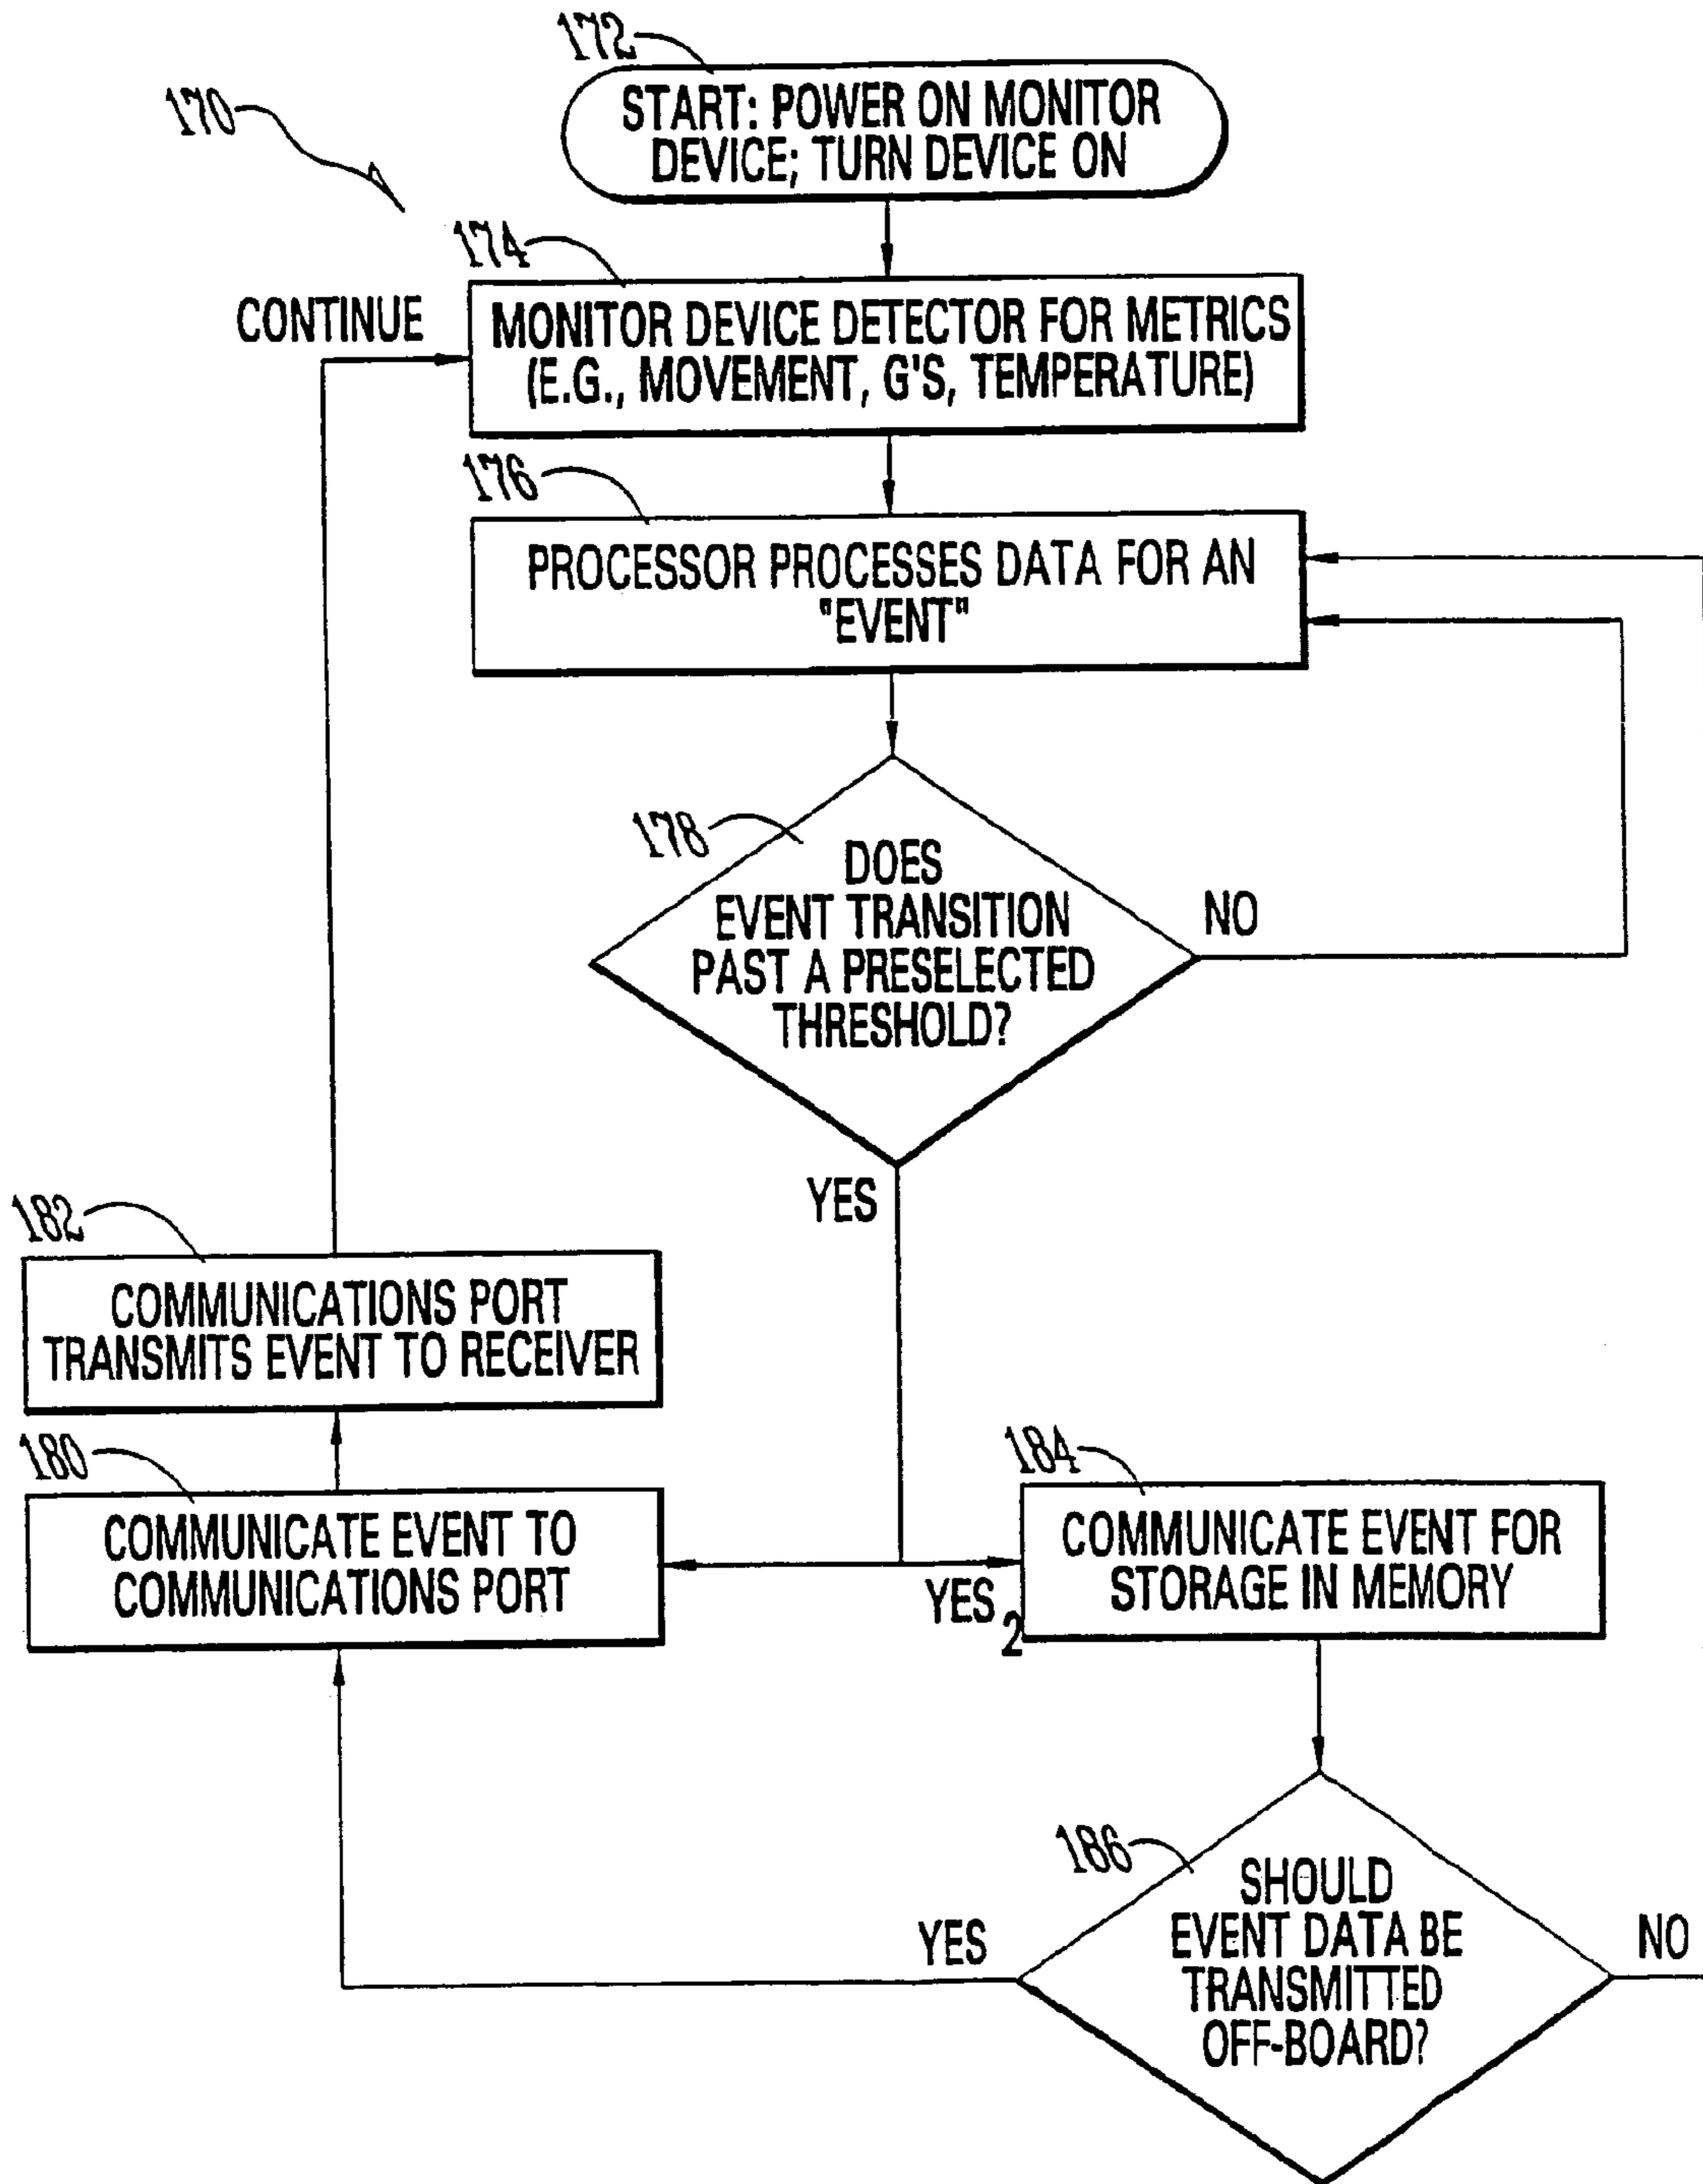 172
170
START: POWER ON MONITOR
DEVICE; TURN DEVICE ON
174
CONTINUE
MONITOR DEVICE DETECTOR FOR METRICS
(E.G., MOVEMENT, G'S, TEMPERATURE)
176
PROCESSOR PROCESSES DATA FOR AN
"EVENT"
178
DOES
EVENT TRANSITION
PAST A PRESELECTED
THRESHOLD?
NO
YES
182
COMMUNICATIONS PORT
TRANSMITS EVENT TO RECEIVER
180
COMMUNICATE EVENT TO
COMMUNICATIONS PORT
184
COMMUNICATE EVENT FOR
STORAGE IN MEMORY
YES2
186
SHOULD
EVENT DATA BE
TRANSMITTED
OFF-BOARD?
YES
NO